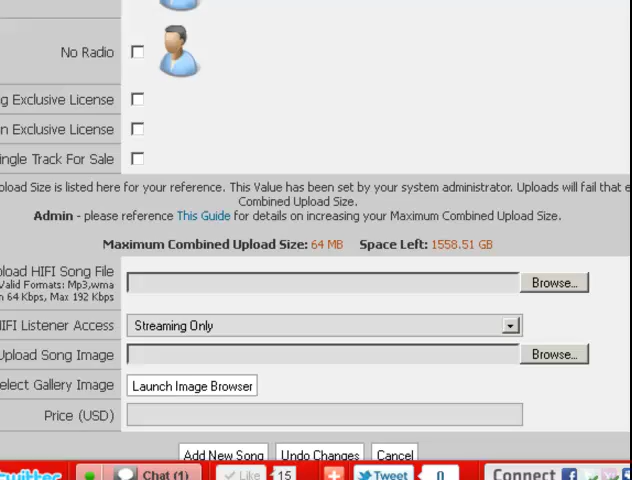 No Radio
g Exclusive License
n Exclusive License
ingle Track For Sale
pload Size is listed here for your reference. This Value has been set by your system administrator. Uploads will fail that e
Combined Upload Size.
Admin - please reference This Guide for details on increasing your Maximum Combined Upload Size.
Maximum Combined Upload Size: 64 MB Space Left: 1558.51 GB
pload HIFI Song File
Valid Formats: Mp3,wma
n 64 Kbps, Max 192 Kbps
Browse...
HIFI Listener Access
Streaming Only
Upload Song Image
Browse...
elect Gallery Image
Launch Image Browser
Price (USD)
Add New Song Undo Changes Cancel
twitter Chat (1) Like 15 Tweet 0 Connect